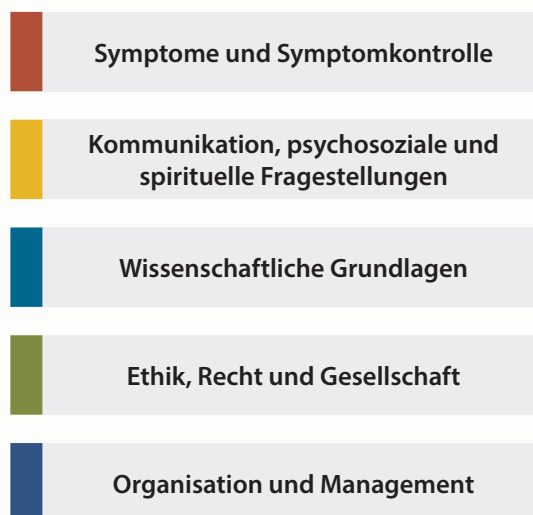 Symptome und Symptomkontrolle
Kommunikation, psychosoziale und
spirituelle Fragestellungen
Wissenschaftliche Grundlagen
Ethik, Recht und Gesellschaft
Organisation und Management